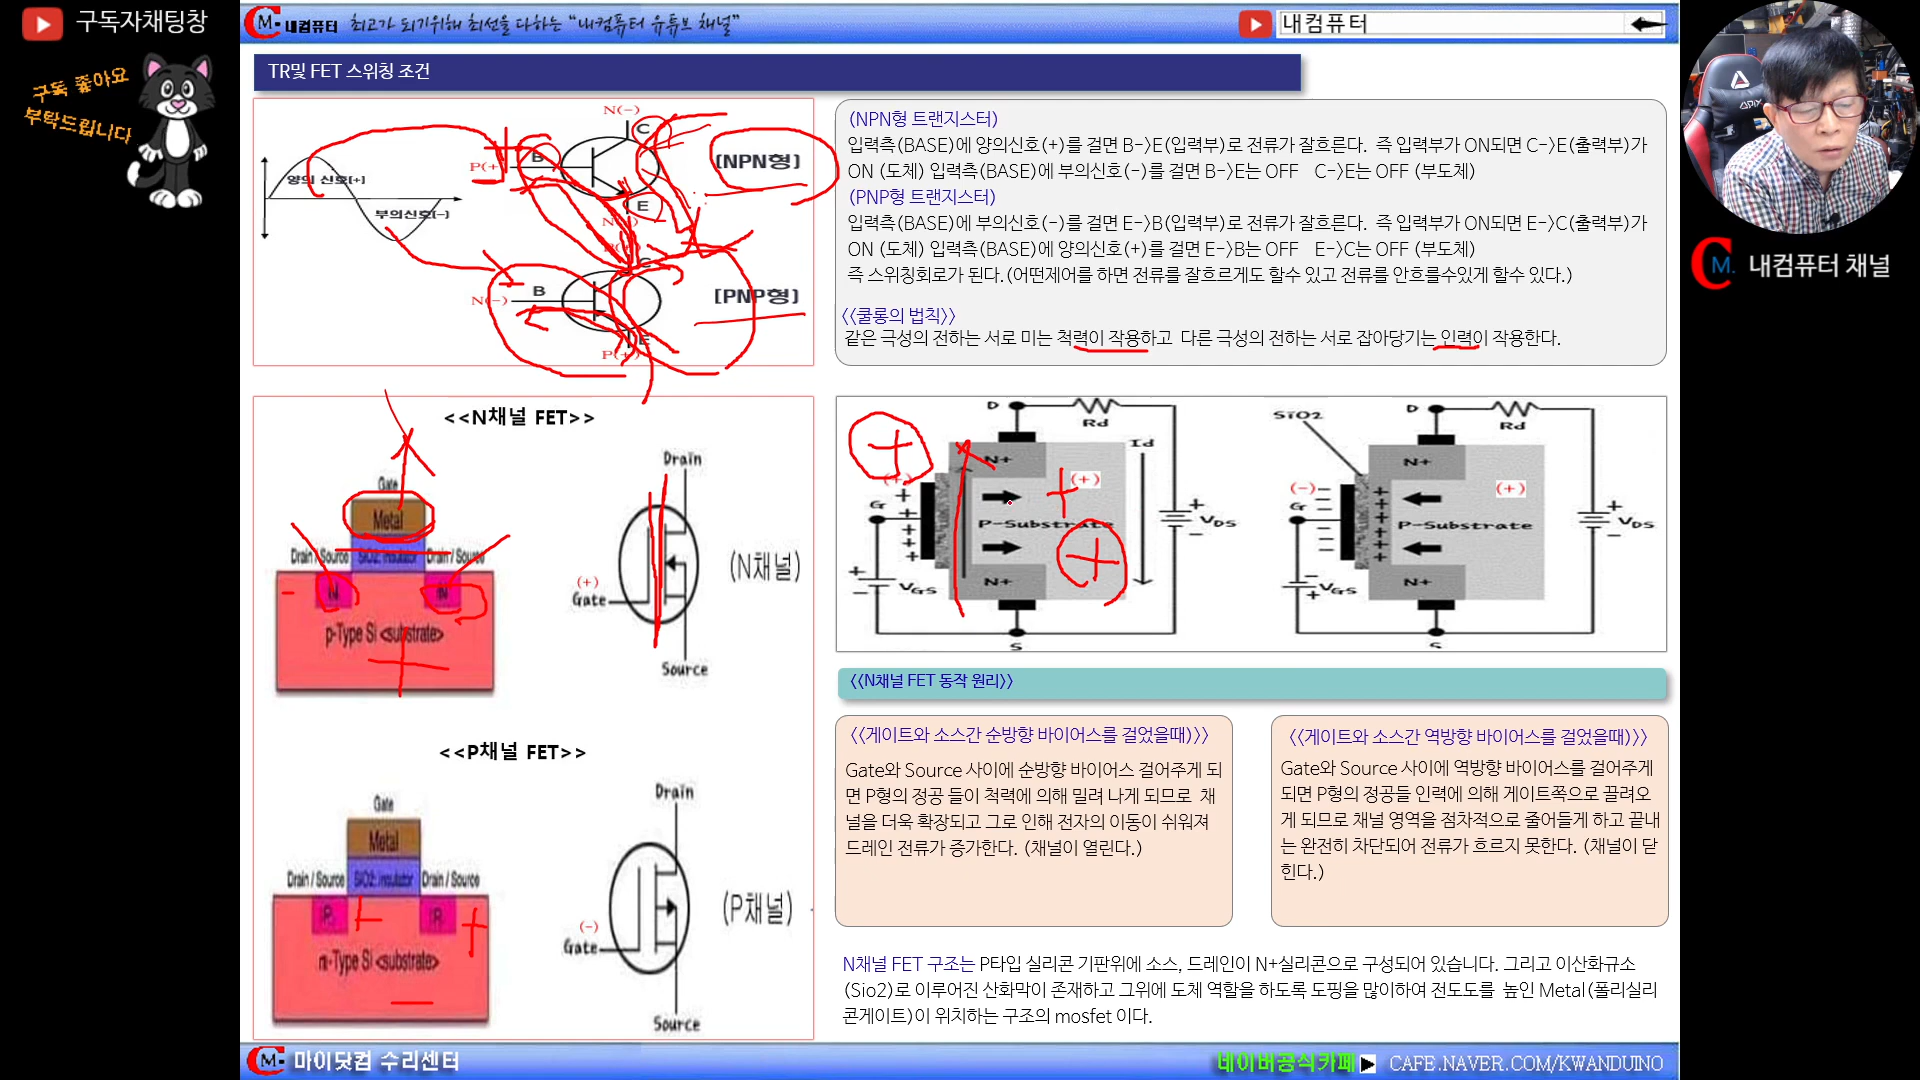 구독자채팅창
구독 좋아요
부탁드립니다
CM. 내컴퓨터 최고가 되기위해 최선을 다하는 "내컴퓨터 유튜브 채널"
내컴퓨터
TR및 FET 스위칭 조건
양의 신호[+]
부의신호[-]
N(-)
C
P(+
B
E
[NPN형]
N(-)
B
C
E
P(+)
[PNP형]
(NPN형 트랜지스터)
입력측(BASE)에 양의신호(+)를 걸면 B->E(입력부)로 전류가 잘흐른다. 즉 입력부가 ON되면 C->E(출력부)가
ON (도체) 입력측(BASE)에 부의신호(-)를 걸면 B->E는 OFF C->E는 OFF (부도체)
(PNP형 트랜지스터)
입력측(BASE)에 부의신호(-)를 걸면 E->B(입력부)로 전류가 잘흐른다. 즉 입력부가 ON되면 E->C(출력부)가
ON (도체) 입력측(BASE)에 양의신호(+)를 걸면 E->B는 OFF E->C는 OFF (부도체)
즉 스위칭회로가 된다.(어떤제어를 하면 전류를 잘흐르게도 할수 있고 전류를 안흐를수있게 할수 있다.)
<<쿨롱의 법칙>>
같은 극성의 전하는 서로 미는 척력이 작용하고 다른 극성의 전하는 서로 잡아당기는 인력이 작용한다.
CM. 내컴퓨터 채널
<<N채널 FET>>
Gate
Metal
Drain/Source SiO2: insulator Drain/Source
N N
p-Type Si <substrate>
Drain
(+)
Gate
Source
(N채널)
<<P채널 FET>>
Gate
Metal
Drain/Source SiO2: insulator Drain/Source
P P
n-Type Si <substrate>
Drain
(-)
Gate
Source
(P채널)
D
Rd
Id
N+
(+)
G
P-Substrate
VDS
N+
VGS
S
SiO2
D
Rd
N+
(-)
(+)
G
P-Substrate
VDS
N+
VGS
S
<<N채널 FET 동작 원리>>
<<게이트와 소스간 순방향 바이어스를 걸었을때)>>
Gate와 Source 사이에 순방향 바이어스 걸어주게 되
면 P형의 정공 들이 척력에 의해 밀려 나게 되므로 채
널을 더욱 확장되고 그로 인해 전자의 이동이 쉬워져
드레인 전류가 증가한다. (채널이 열린다.)
<<게이트와 소스간 역방향 바이어스를 걸었을때)>>
Gate와 Source 사이에 역방향 바이어스를 걸어주게
되면 P형의 정공들 인력에 의해 게이트쪽으로 끌려오
게 되므로 채널 영역을 점차적으로 줄어들게 하고 끝내
는 완전히 차단되어 전류가 흐르지 못한다. (채널이 닫
힌다.)
N채널 FET 구조는 P타입 실리콘 기판위에 소스, 드레인이 N+실리콘으로 구성되어 있습니다. 그리고 이산화규소
(Sio2)로 이루어진 산화막이 존재하고 그위에 도체 역할을 하도록 도핑을 많이하여 전도도를 높인 Metal(폴리실리
콘게이트)이 위치하는 구조의 mosfet 이다.
CM. 마이닷컴 수리센터
네이버공식카페▶ CAFE.NAVER.COM/KWANDUINO